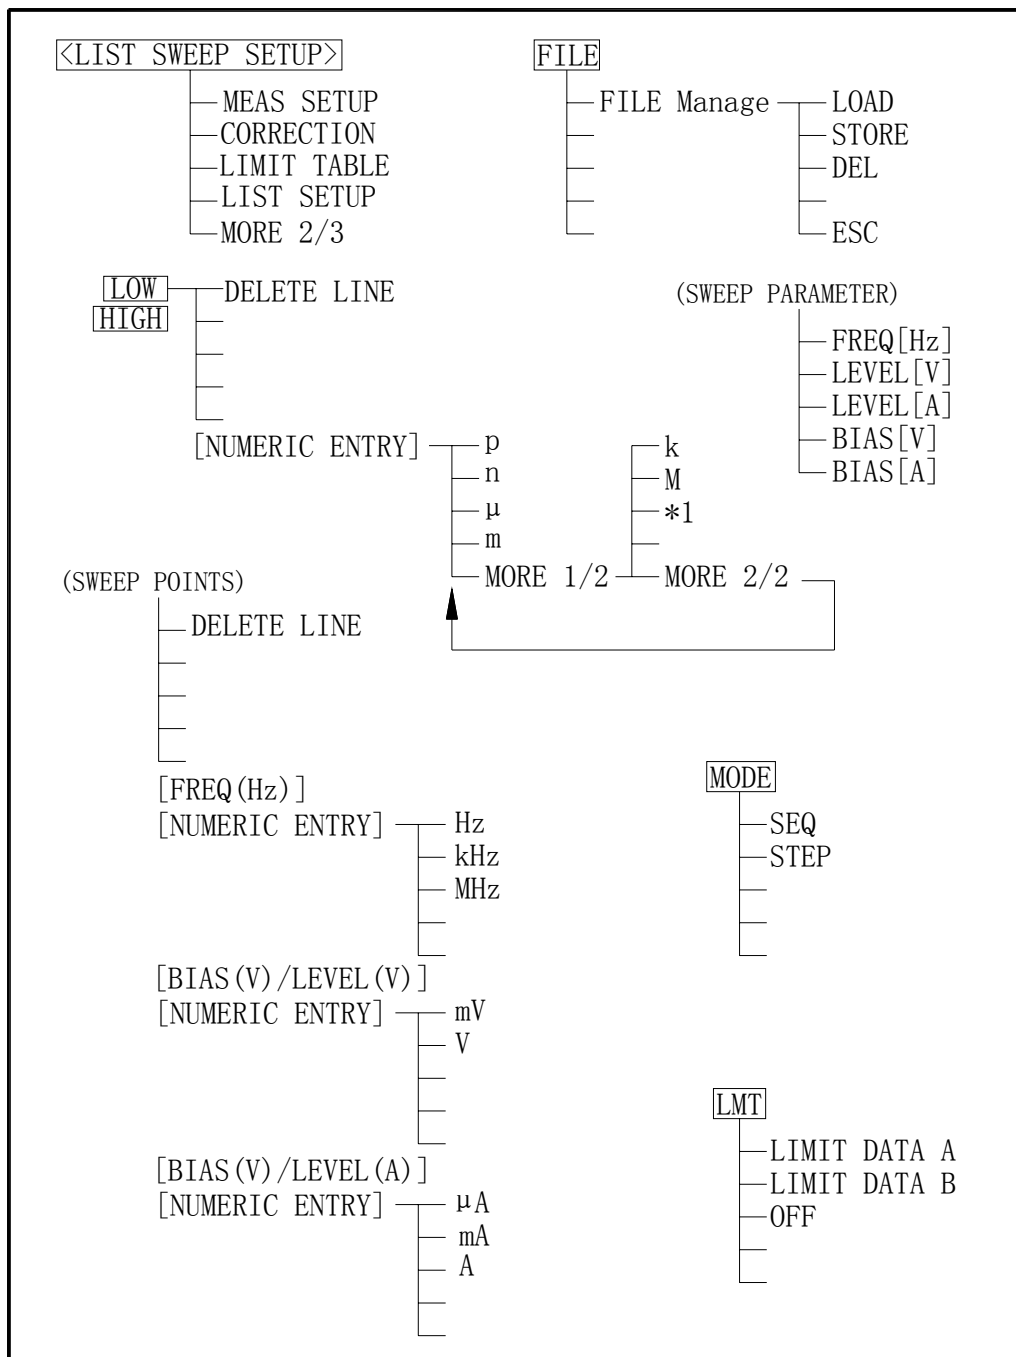 <LIST SWEEP SETUP>
MEAS SETUP
CORRECTION
LIMIT TABLE
LIST SETUP
MORE 2/3
FILE
FILE Manage
LOAD
STORE
DEL
ESC
LOW
HIGH
DELETE LINE
(SWEEP PARAMETER)
FREQ[Hz]
LEVEL[V]
LEVEL[A]
BIAS[V]
BIAS[A]
[NUMERIC ENTRY]
p
n
μ
m
MORE 1/2
k
M
*1
MORE 2/2
(SWEEP POINTS)
DELETE LINE
[FREQ(Hz)]
[NUMERIC ENTRY]
Hz
kHz
MHz
MODE
SEQ
STEP
[BIAS(V)/LEVEL(V)]
[NUMERIC ENTRY]
mV
V
[BIAS(V)/LEVEL(A)]
[NUMERIC ENTRY]
μA
mA
A
LMT
LIMIT DATA A
LIMIT DATA B
OFF